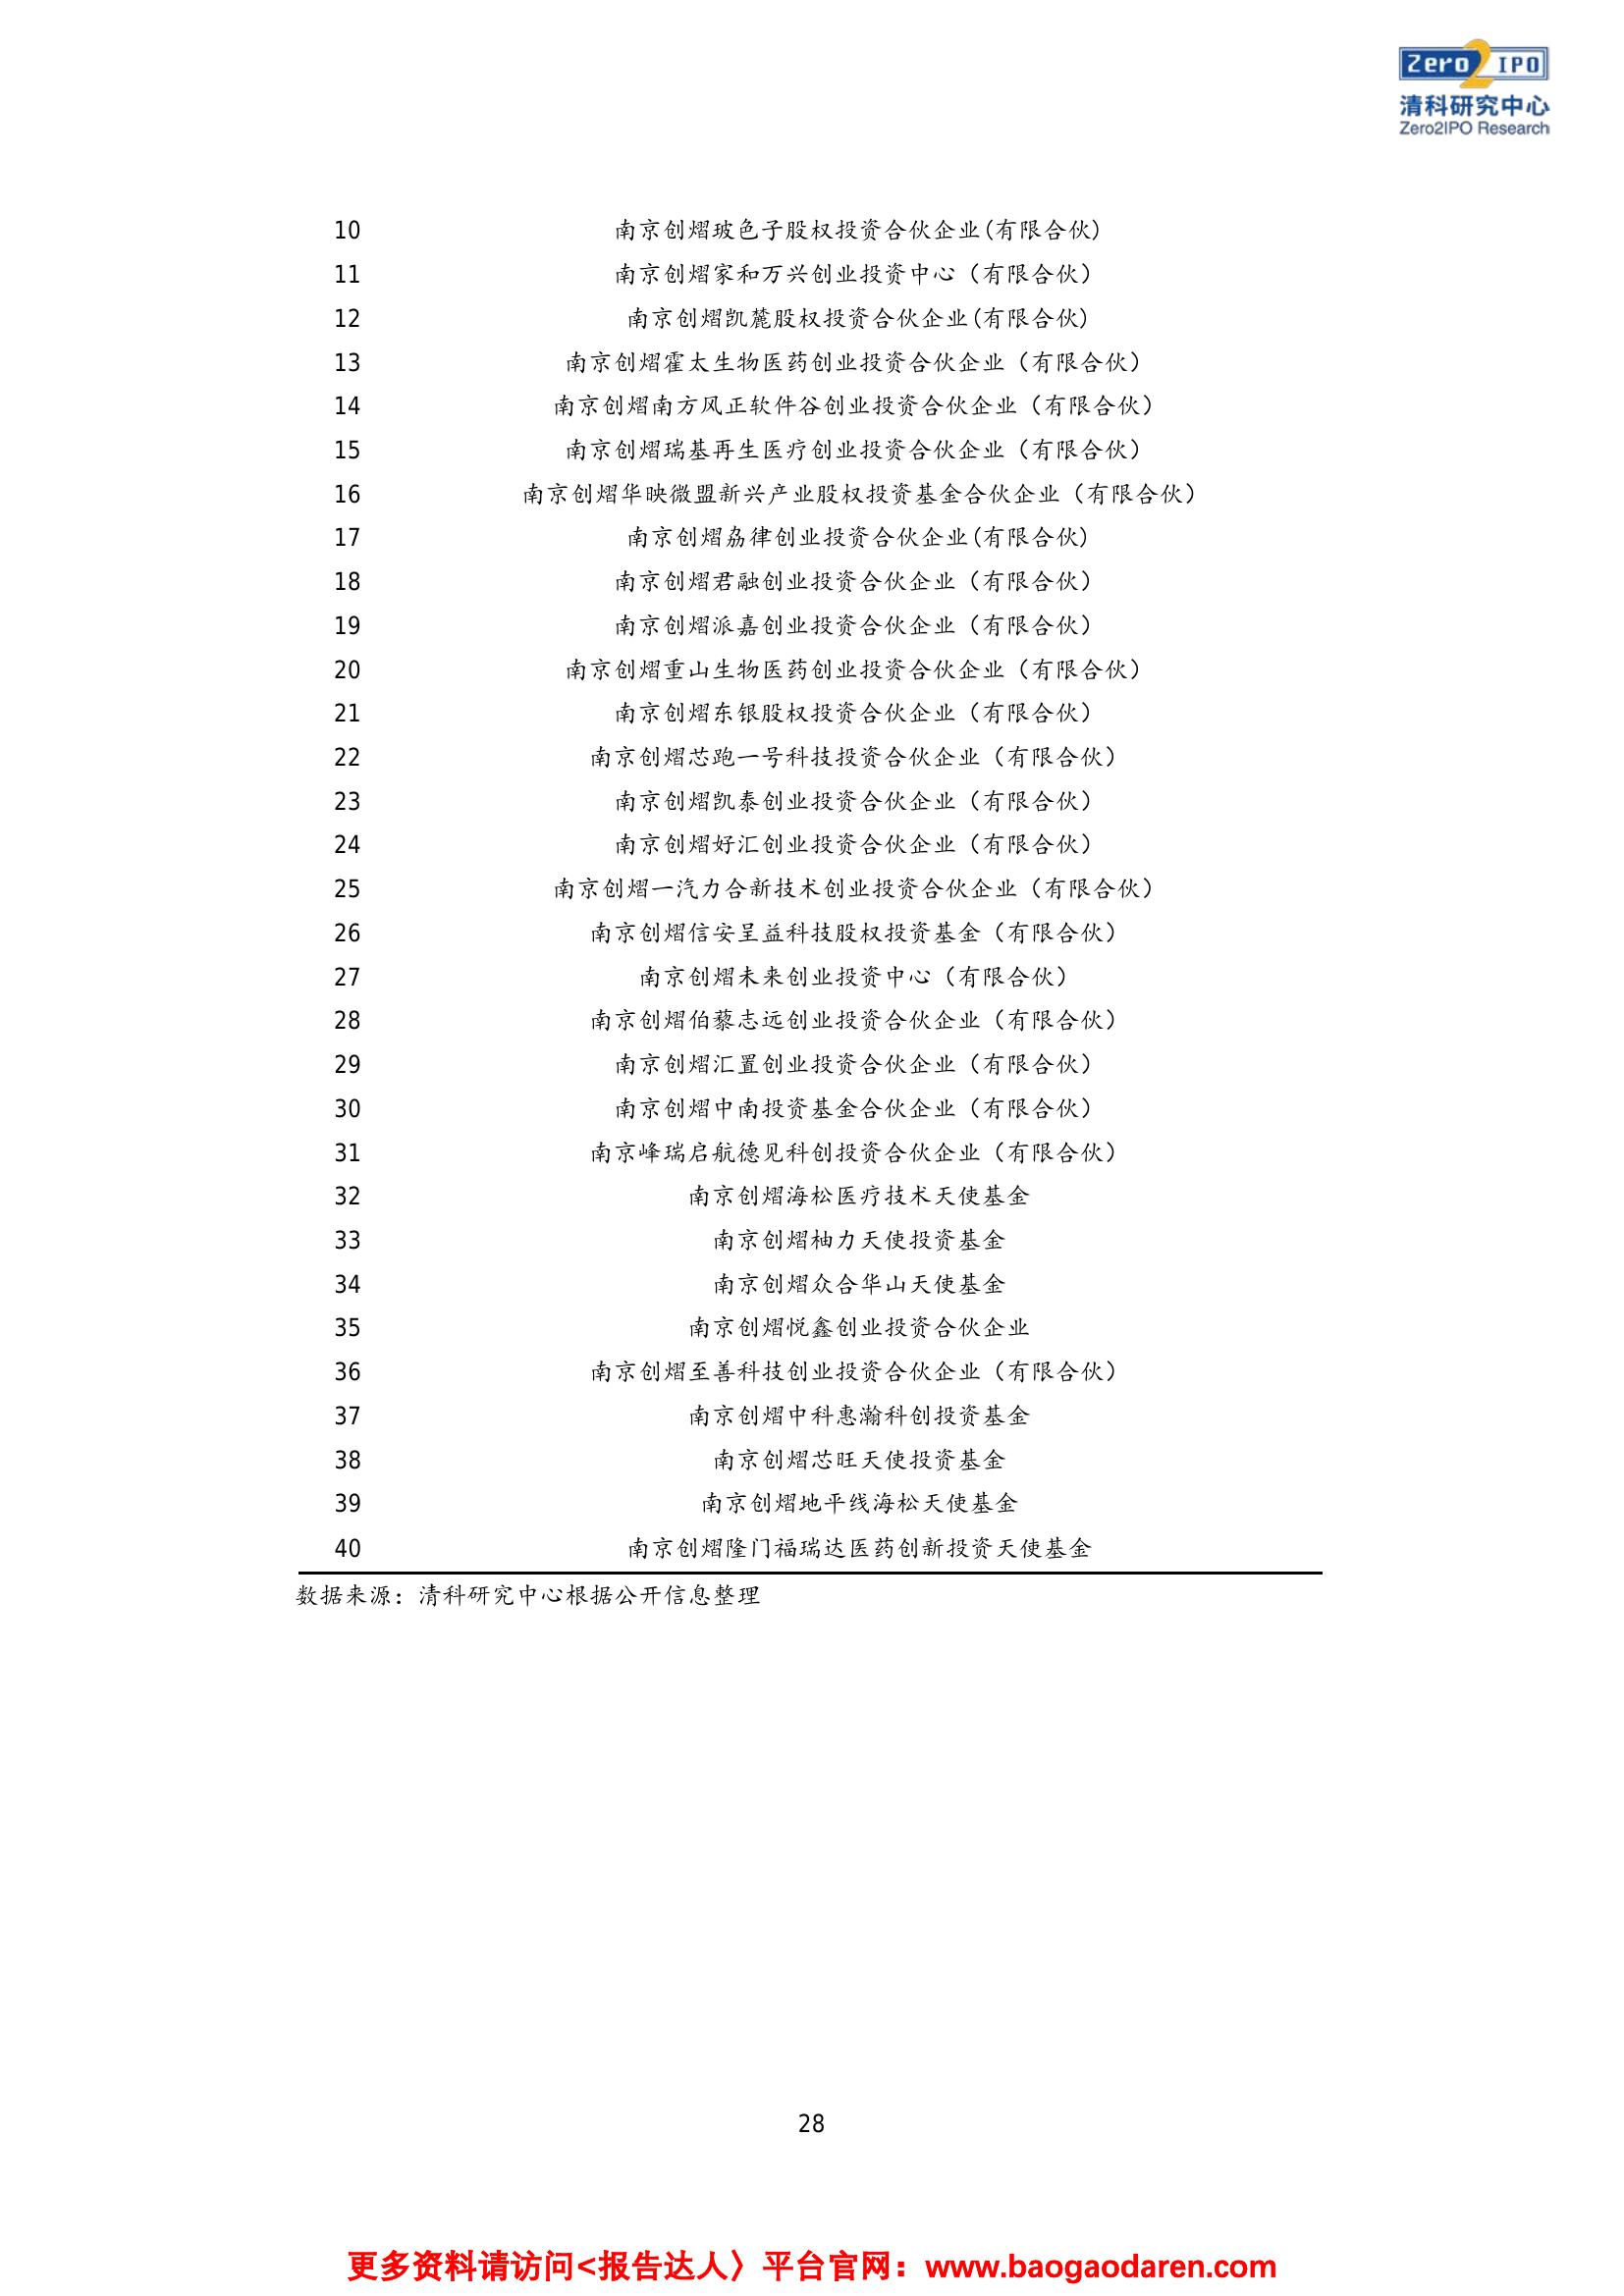 Zero2IPO
清科研究中心
Zero2IPO Research
10 南京创熠玻色子股权投资合伙企业(有限合伙)
11 南京创熠家和万兴创业投资中心（有限合伙）
12 南京创熠凯麓股权投资合伙企业(有限合伙)
13 南京创熠霍太生物医药创业投资合伙企业（有限合伙）
14 南京创熠南方风正软件谷创业投资合伙企业（有限合伙）
15 南京创熠瑞基再生医疗创业投资合伙企业（有限合伙）
16 南京创熠华映微盟新兴产业股权投资基金合伙企业（有限合伙）
17 南京创熠劦律创业投资合伙企业(有限合伙)
18 南京创熠君融创业投资合伙企业（有限合伙）
19 南京创熠派嘉创业投资合伙企业（有限合伙）
20 南京创熠重山生物医药创业投资合伙企业（有限合伙）
21 南京创熠东银股权投资合伙企业（有限合伙）
22 南京创熠芯跑一号科技投资合伙企业（有限合伙）
23 南京创熠凯泰创业投资合伙企业（有限合伙）
24 南京创熠好汇创业投资合伙企业（有限合伙）
25 南京创熠一汽力合新技术创业投资合伙企业（有限合伙）
26 南京创熠信安呈益科技股权投资基金（有限合伙）
27 南京创熠未来创业投资中心（有限合伙）
28 南京创熠伯藜志远创业投资合伙企业（有限合伙）
29 南京创熠汇置创业投资合伙企业（有限合伙）
30 南京创熠中南投资基金合伙企业（有限合伙）
31 南京峰瑞启航德见科创投资合伙企业（有限合伙）
32 南京创熠海松医疗技术天使基金
33 南京创熠柚力天使投资基金
34 南京创熠众合华山天使基金
35 南京创熠悦鑫创业投资合伙企业
36 南京创熠至善科技创业投资合伙企业（有限合伙）
37 南京创熠中科惠瀚科创投资基金
38 南京创熠芯旺天使投资基金
39 南京创熠地平线海松天使基金
40 南京创熠隆门福瑞达医药创新投资天使基金
数据来源：清科研究中心根据公开信息整理
28
更多资料请访问<报告达人〉平台官网：www.baogaodaren.com